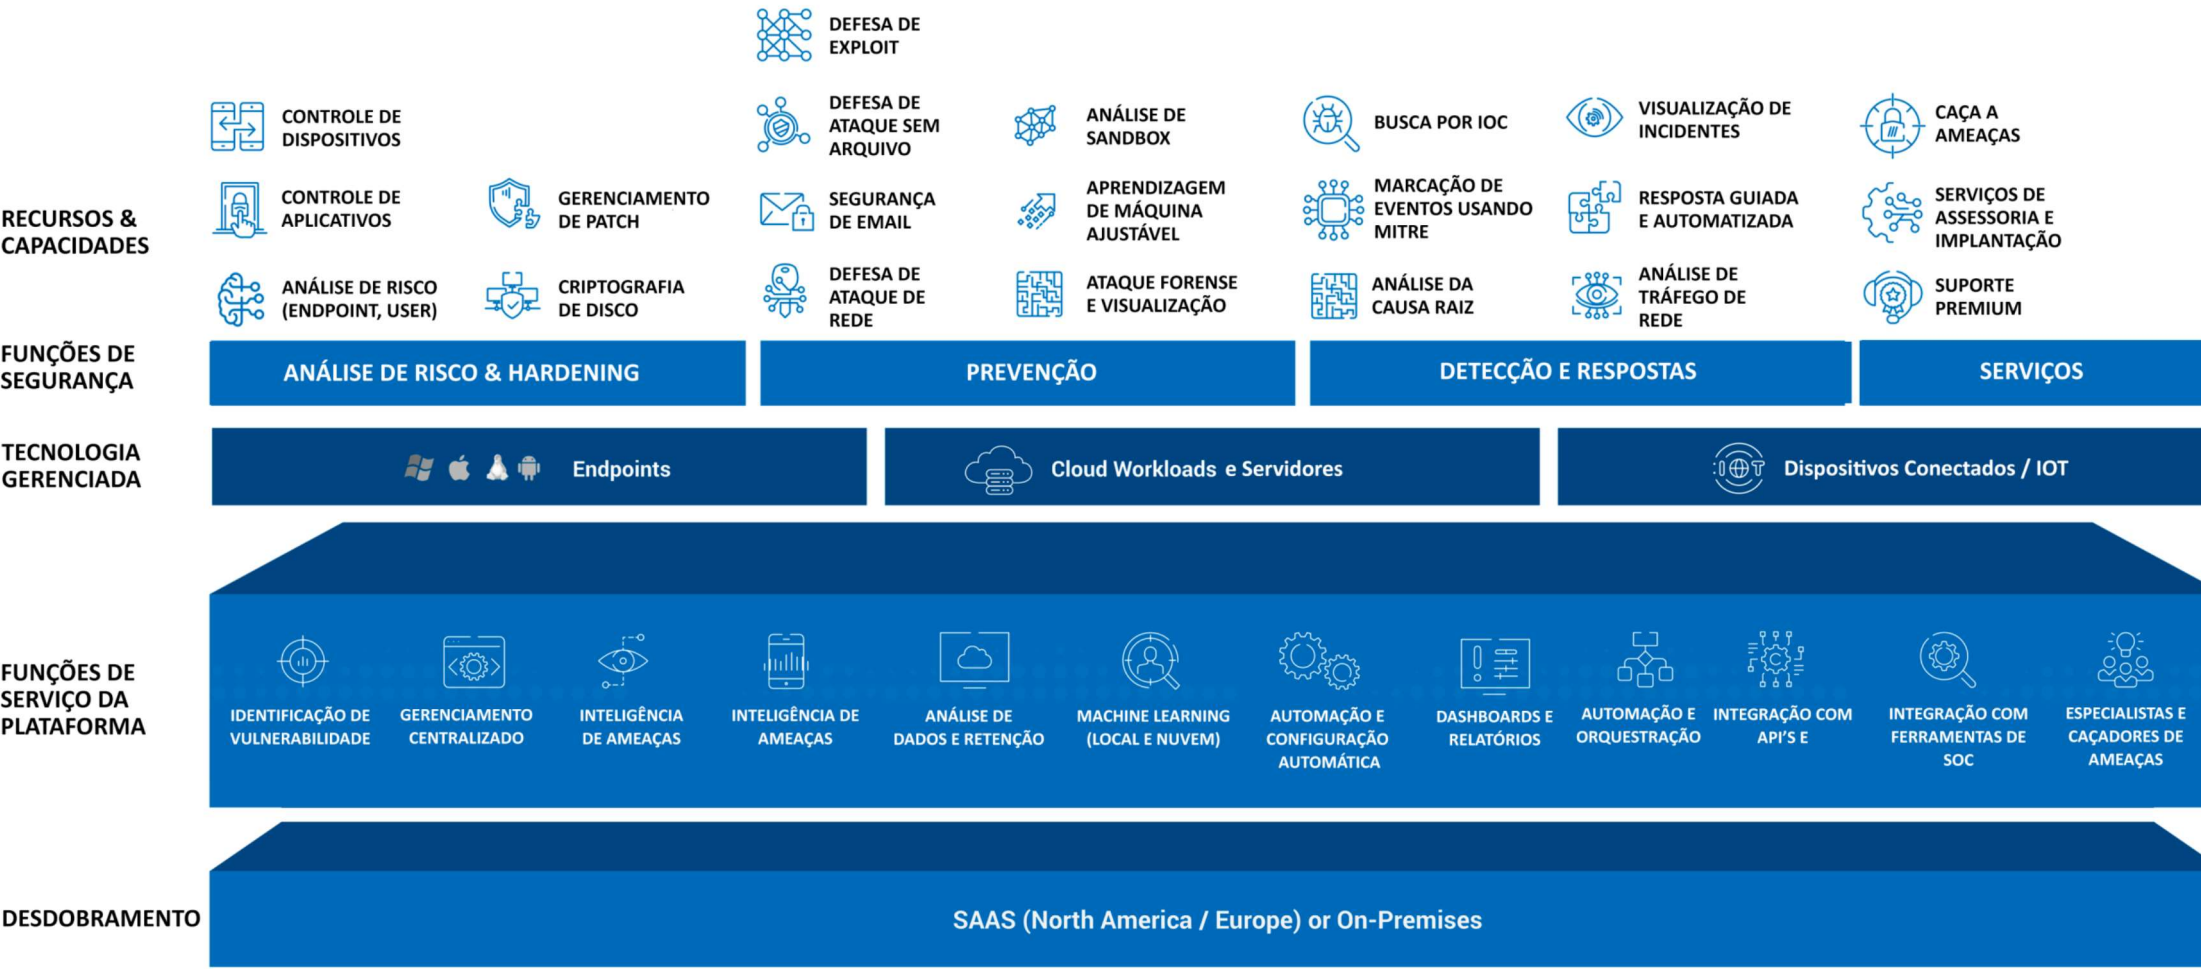 DEFESA DE
EXPLOIT
CONTROLE DE
DISPOSITIVOS
DEFESA DE
ATAQUE SEM
ARQUIVO
ANÁLISE DE
SANDBOX
BUSCA POR IOC
VISUALIZAÇÃO DE
INCIDENTES
CAÇA A
AMEAÇAS
RECURSOS &
CAPACIDADES
CONTROLE DE
APLICATIVOS
GERENCIAMENTO
DE PATCH
SEGURANÇA
DE EMAIL
APRENDIZAGEM
DE MÁQUINA
AJUSTÁVEL
MARCAÇÃO DE
EVENTOS USANDO
MITRE
RESPOSTA GUIADA
E AUTOMATIZADA
SERVIÇOS DE
ASSESSORIA E
IMPLANTAÇÃO
ANÁLISE DE RISCO
(ENDPOINT, USER)
CRIPTOGRAFIA
DE DISCO
DEFESA DE
ATAQUE DE
REDE
ATAQUE FORENSE
E VISUALIZAÇÃO
ANÁLISE DA
CAUSA RAIZ
ANÁLISE DE
TRÁFEGO DE
REDE
SUPORTE
PREMIUM
FUNÇÕES DE
SEGURANÇA
ANÁLISE DE RISCO & HARDENING
PREVENÇÃO
DETECÇÃO E RESPOSTAS
SERVIÇOS
TECNOLOGIA
GERENCIADA
Endpoints
Cloud Workloads e Servidores
IOT
Dispositivos Conectados / IOT
FUNÇÕES DE
SERVIÇO DA
PLATAFORMA
IDENTIFICAÇÃO DE
VULNERABILIDADE
GERENCIAMENTO
CENTRALIZADO
INTELIGÊNCIA
DE AMEAÇAS
INTELIGÊNCIA DE
AMEAÇAS
ANÁLISE DE
DADOS E RETENÇÃO
MACHINE LEARNING
(LOCAL E NUVEM)
AUTOMAÇÃO E
CONFIGURAÇÃO
AUTOMÁTICA
DASHBOARDS E
RELATÓRIOS
AUTOMAÇÃO E
ORQUESTRAÇÃO
INTEGRAÇÃO COM
API'S E
INTEGRAÇÃO COM
FERRAMENTAS DE
SOC
ESPECIALISTAS E
CAÇADORES DE
AMEAÇAS
DESDOBRAMENTO
SAAS (North America / Europe) or On-Premises